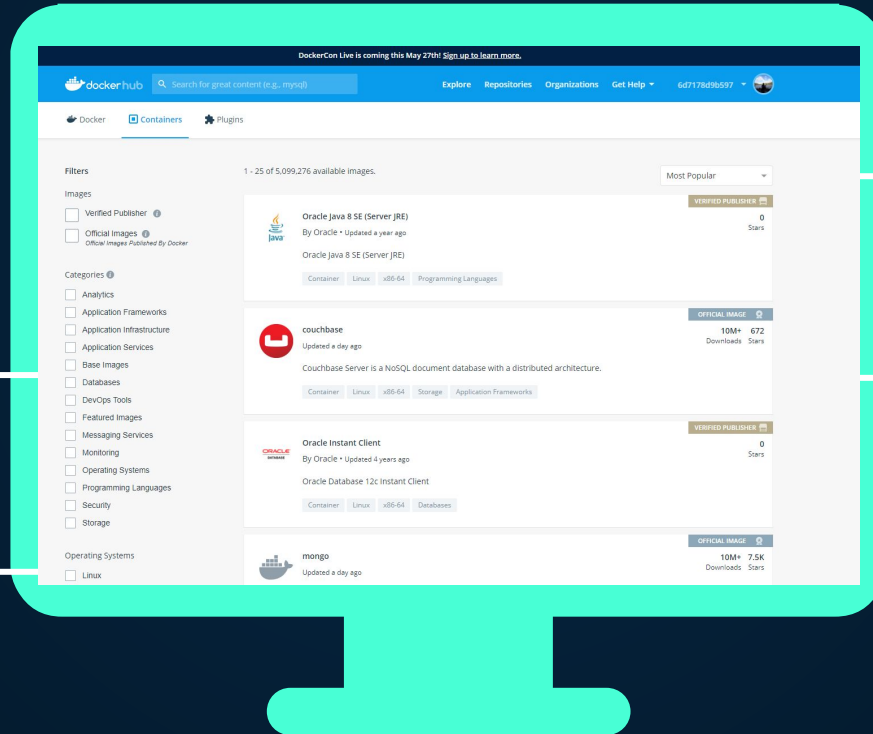 DockerCon Live is coming this May 27th! Sign up to learn more.
docker hub Search for great content (e.g., mysql) Explore Repositories Organizations Get Help 6d7178d9b597
Docker Containers Plugins
Filters
Images
Verified Publisher
Official Images
Official Images Published By Docker
Categories
Analytics
Application Frameworks
Application Infrastructure
Application Services
Base Images
Databases
DevOps Tools
Featured Images
Messaging Services
Monitoring
Operating Systems
Programming Languages
Security
Storage
Operating Systems
Linux
1 - 25 of 5,099,276 available images.
Most Popular
VERIFIED PUBLISHER
Java
Oracle Java 8 SE (Server JRE)
0
Stars
By Oracle • Updated a year ago
Oracle Java 8 SE (Server JRE)
Container Linux x86-64 Programming Languages
OFFICIAL IMAGE
couchbase
10M+ 672
Downloads Stars
Updated a day ago
Couchbase Server is a NoSQL document database with a distributed architecture.
Container Linux x86-64 Storage Application Frameworks
VERIFIED PUBLISHER
Oracle Instant Client
0
Stars
ORACLE
DATABASE
By Oracle • Updated 4 years ago
Oracle Database 12c Instant Client
Container Linux x86-64 Databases
OFFICIAL IMAGE
mongo
10M+ 7.5K
Downloads Stars
Updated a day ago